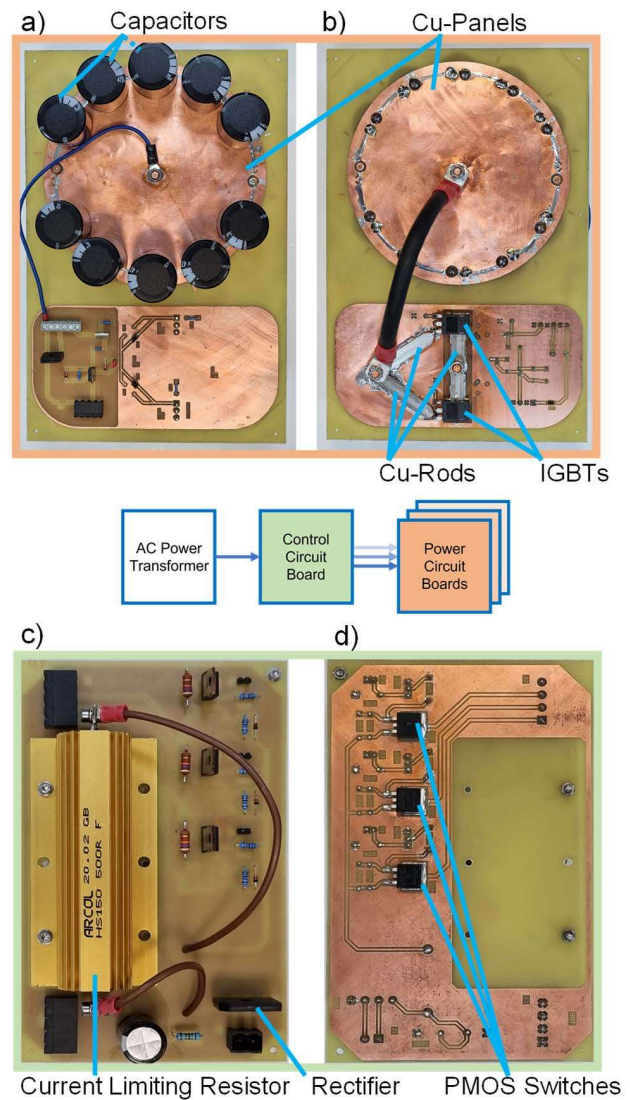 a)
Capacitors
b)
Cu-Panels
Cu-Rods
IGBTs
AC Power
Transformer
Control
Circuit
Board
Power
Circuit
Boards
c)
d)
ARCOL 20.02 GB
HS150 500R F
Current Limiting Resistor
Rectifier
PMOS Switches